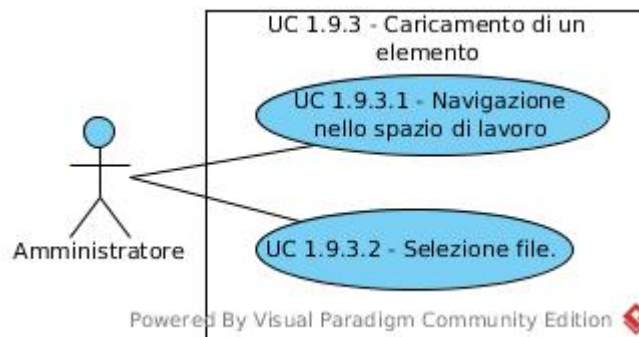 UC 1.9.3 - Caricamento di un
elemento
UC 1.9.3.1 - Navigazione
nello spazio di lavoro
Amministratore
UC 1.9.3.2 - Selezione file.
Powered By Visual Paradigm Community Edition